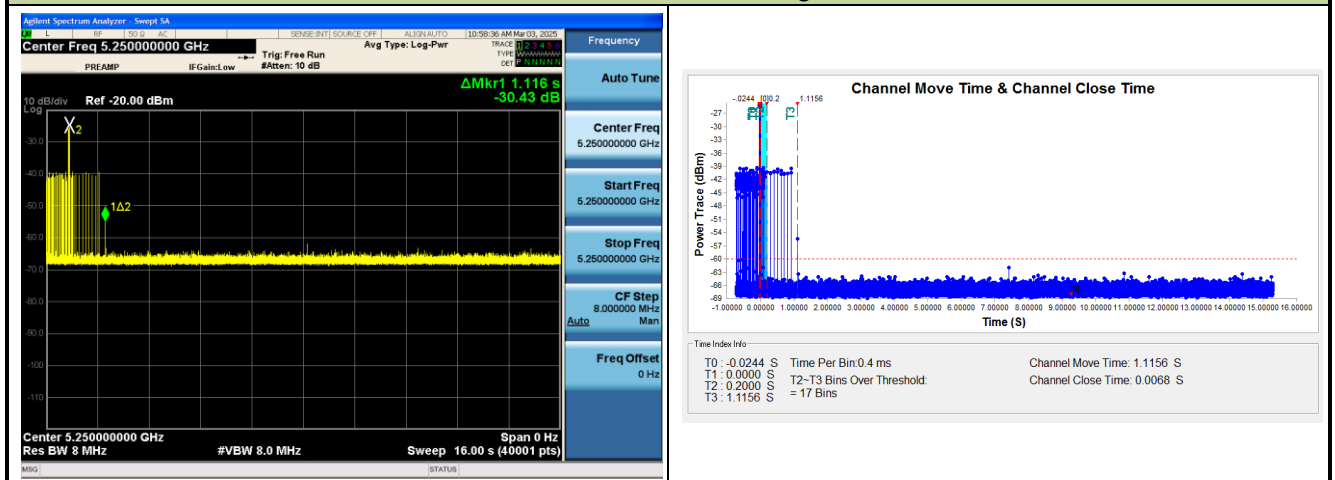 Agilent Spectrum Analyzer - Swept SA
L RF 50 Ω AC SENSE:INT SOURCE OFF ALIGN AUTO 10:58:36 AM Mar 03, 2025
Center Freq 5.250000000 GHz
Avg Type: Log-Pwr
TRACE 1 2 3 4 5 6
Trig: Free Run
TYPE
PREAMP IFGain:Low #Atten: 10 dB
DET P N N N N N
ΔMkr1 1.116 s
-30.43 dB
10 dB/div Ref -20.00 dBm
Log
2
-30.0
-40.0
-50.0
1Δ2
-60.0
-70.0
-80.0
-90.0
-100
-110
Center 5.250000000 GHz Span 0 Hz
Res BW 8 MHz #VBW 8.0 MHz Sweep 16.00 s (40001 pts)
MSG STATUS
Frequency
Auto Tune
Center Freq
5.250000000 GHz
Start Freq
5.250000000 GHz
Stop Freq
5.250000000 GHz
CF Step
8.000000 MHz
Auto Man
Freq Offset
0 Hz
Channel Move Time & Channel Close Time
-.0244 0.2 1.1156
T0 T3
Power Trace (dBm)
-27
-30
-33
-36
-39
-42
-45
-48
-51
-54
-57
-60
-63
-66
-69
-1.00000 0.00000 1.00000 2.00000 3.00000 4.00000 5.00000 6.00000 7.00000 8.00000 9.00000 10.00000 11.00000 12.00000 13.00000 14.00000 15.00000 16.00000
Time (S)
Time Index Info
T0 : -0.0244 S Time Per Bin:0.4 ms Channel Move Time: 1.1156 S
T1 : 0.0000 S
T2 : 0.2000 S T2~T3 Bins Over Threshold: Channel Close Time: 0.0068 S
T3 : 1.1156 S = 17 Bins